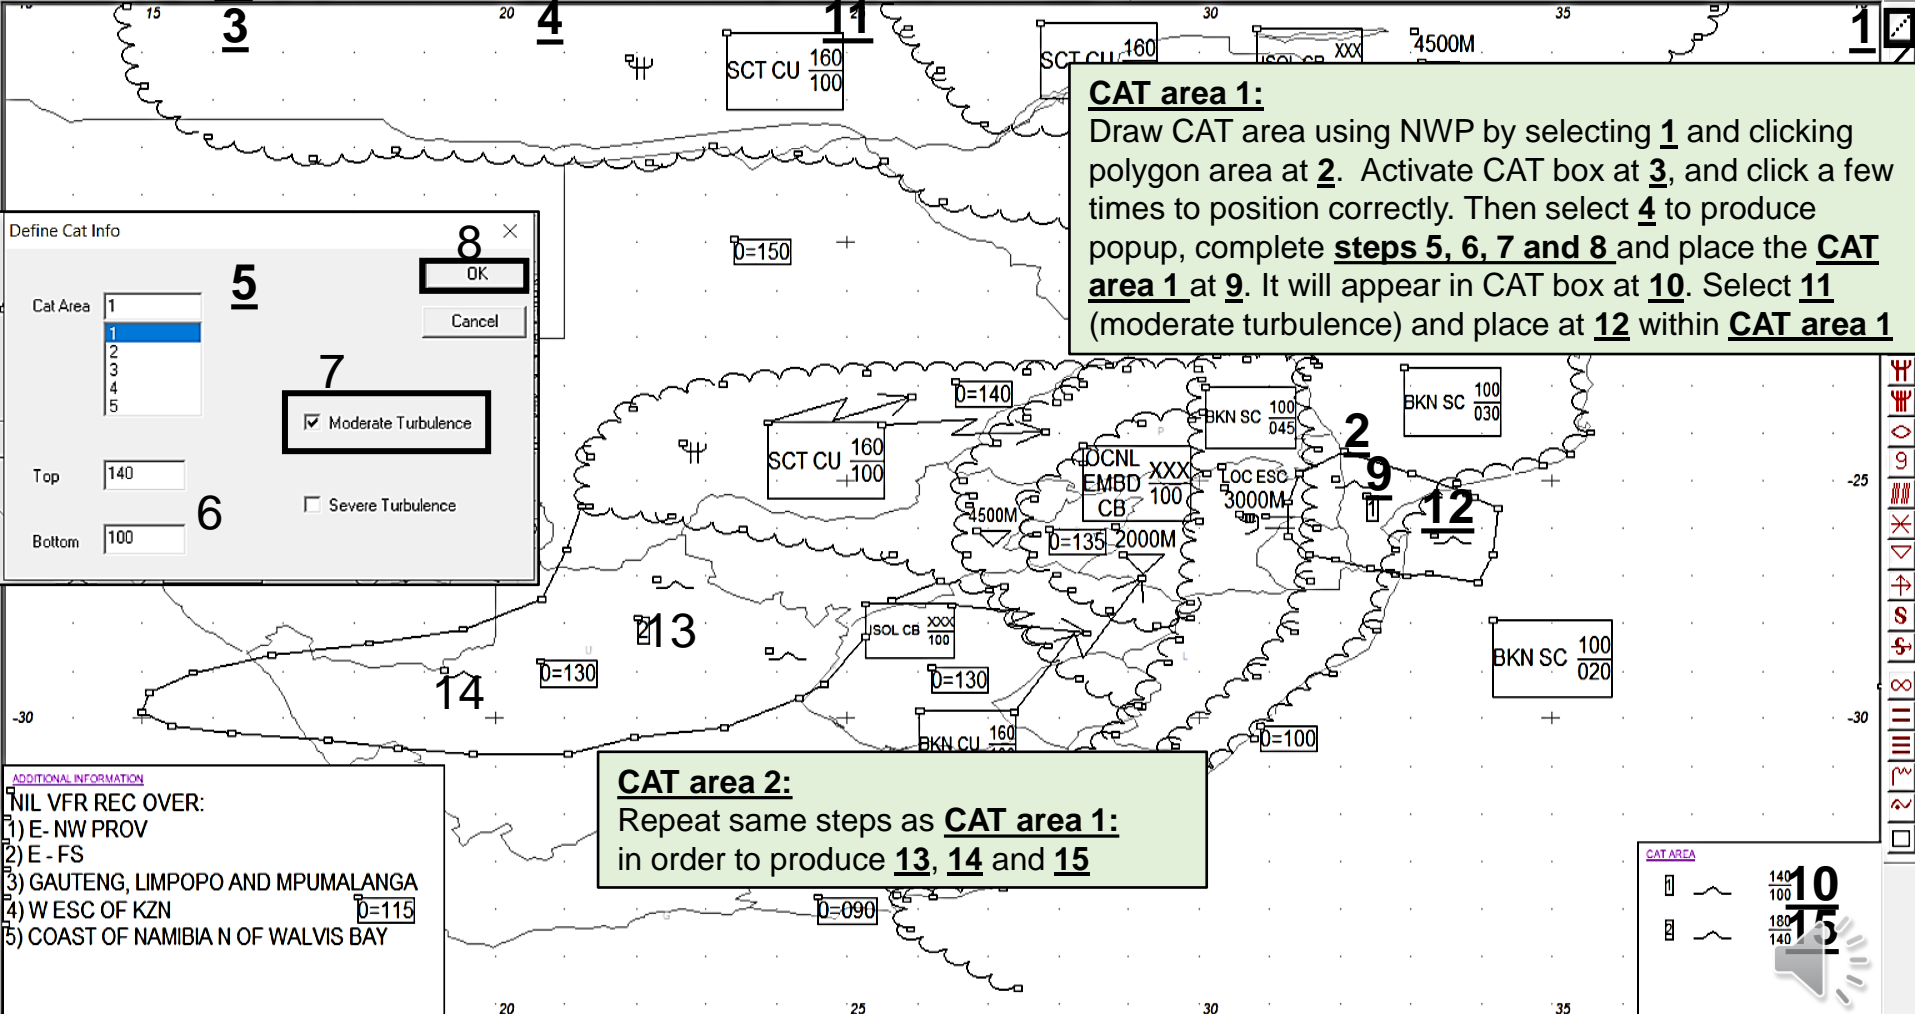 15
20
25
30
35
3
4
11
1
SCT CU 160
100
SCT CU 160
ISOL CB XXX
4500M
CAT area 1:
Draw CAT area using NWP by selecting 1 and clicking
polygon area at 2. Activate CAT box at 3, and click a few
times to position correctly. Then select 4 to produce
popup, complete steps 5, 6, 7 and 8 and place the CAT
area 1 at 9. It will appear in CAT box at 10. Select 11
(moderate turbulence) and place at 12 within CAT area 1
Define Cat Info
8
OK
Cancel
5
Cat Area 1
1
2
3
4
5
7
Moderate Turbulence
Top 140
6
Severe Turbulence
Bottom 100
0=150
0=140
SCT CU 160
100
OCNL
EMBD XXX
CB 100
BKN SC 100
045
BKN SC 100
030
2
9
1
12
LOC ESC
3000M
4500M
0=135
2000M
-25
-25
2
13
14
0=130
ISOL CB XXX
100
0=130
BKN SC 100
020
-30
-30
BKN CU 160
0=100
ADDITIONAL INFORMATION
NIL VFR REC OVER:
1) E- NW PROV
2) E - FS
3) GAUTENG, LIMPOPO AND MPUMALANGA
4) W ESC OF KZN
5) COAST OF NAMIBIA N OF WALVIS BAY
0=115
CAT area 2:
Repeat same steps as CAT area 1:
in order to produce 13, 14 and 15
0=090
CAT AREA
1 140
100
10
2 180
140
15
20
25
30
35